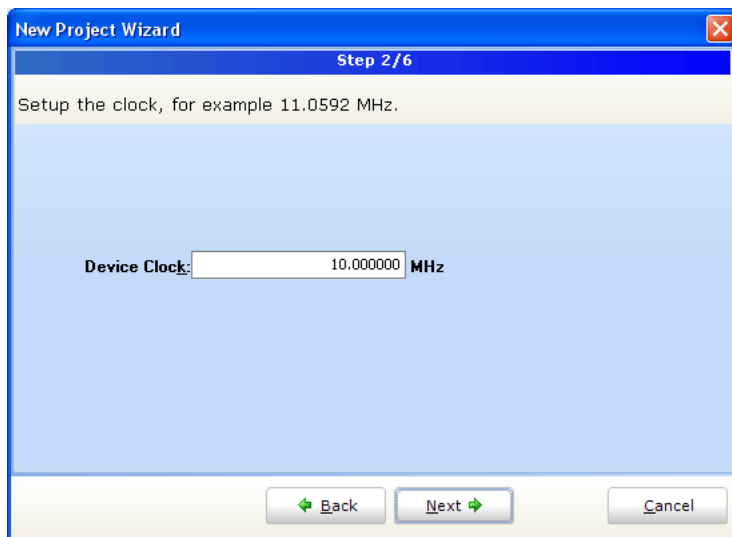 New Project Wizard
Step 2/6
Setup the clock, for example 11.0592 MHz.
Device Clock: 10.000000 MHz
Back Next Cancel